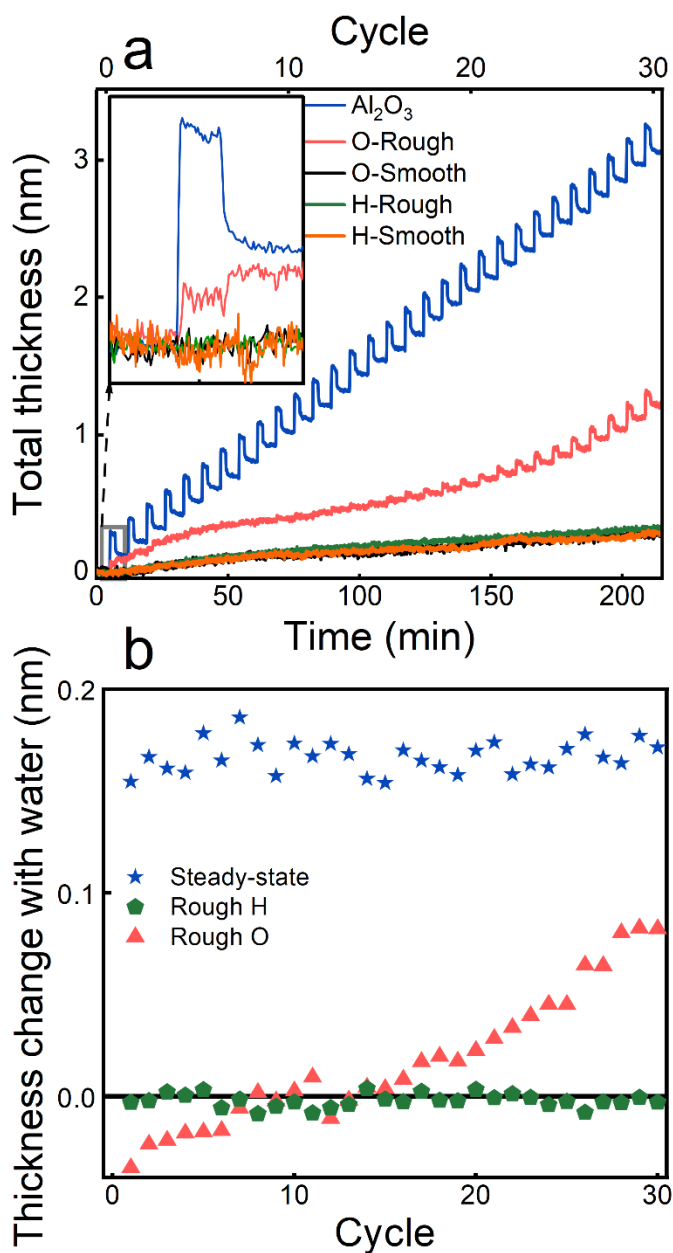 Cycle
a
0 10 20 30
Al₂O₃
O-Rough
O-Smooth
H-Rough
H-Smooth
3
2
1
0
Total thickness (nm)
0 50 100 150 200
Time (min)
b
0.2
0.1
0.0
Thickness change with water (nm)
Steady-state
Rough H
Rough O
0 10 20 30
Cycle